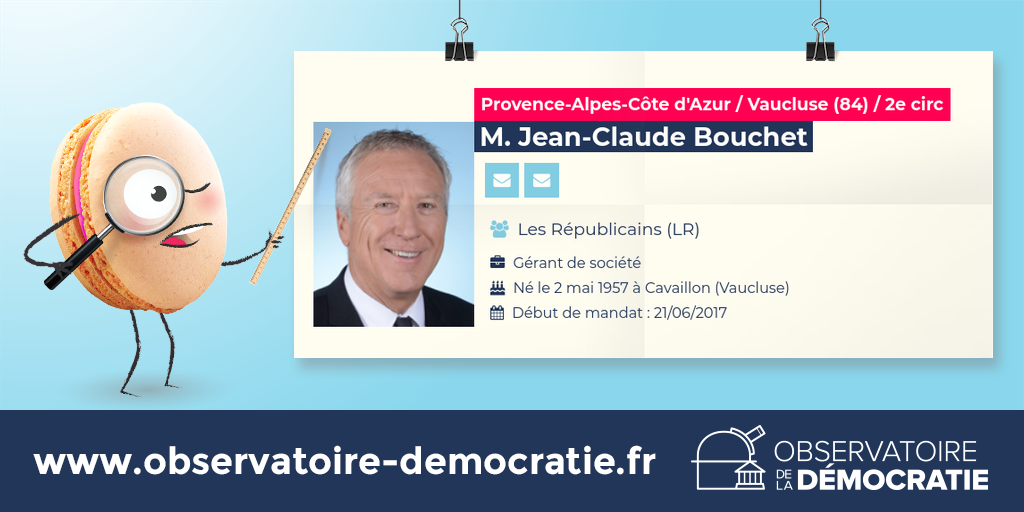 Provence-Alpes-Côte d'Azur / Vaucluse (84) / 2e circ
M. Jean-Claude Bouchet
Les Républicains (LR)
Gérant de société
Né le 2 mai 1957 à Cavaillon (Vaucluse)
Début de mandat : 21/06/2017
www.observatoire-democratie.fr
OBSERVATOIRE
DE LA DÉMOCRATIE